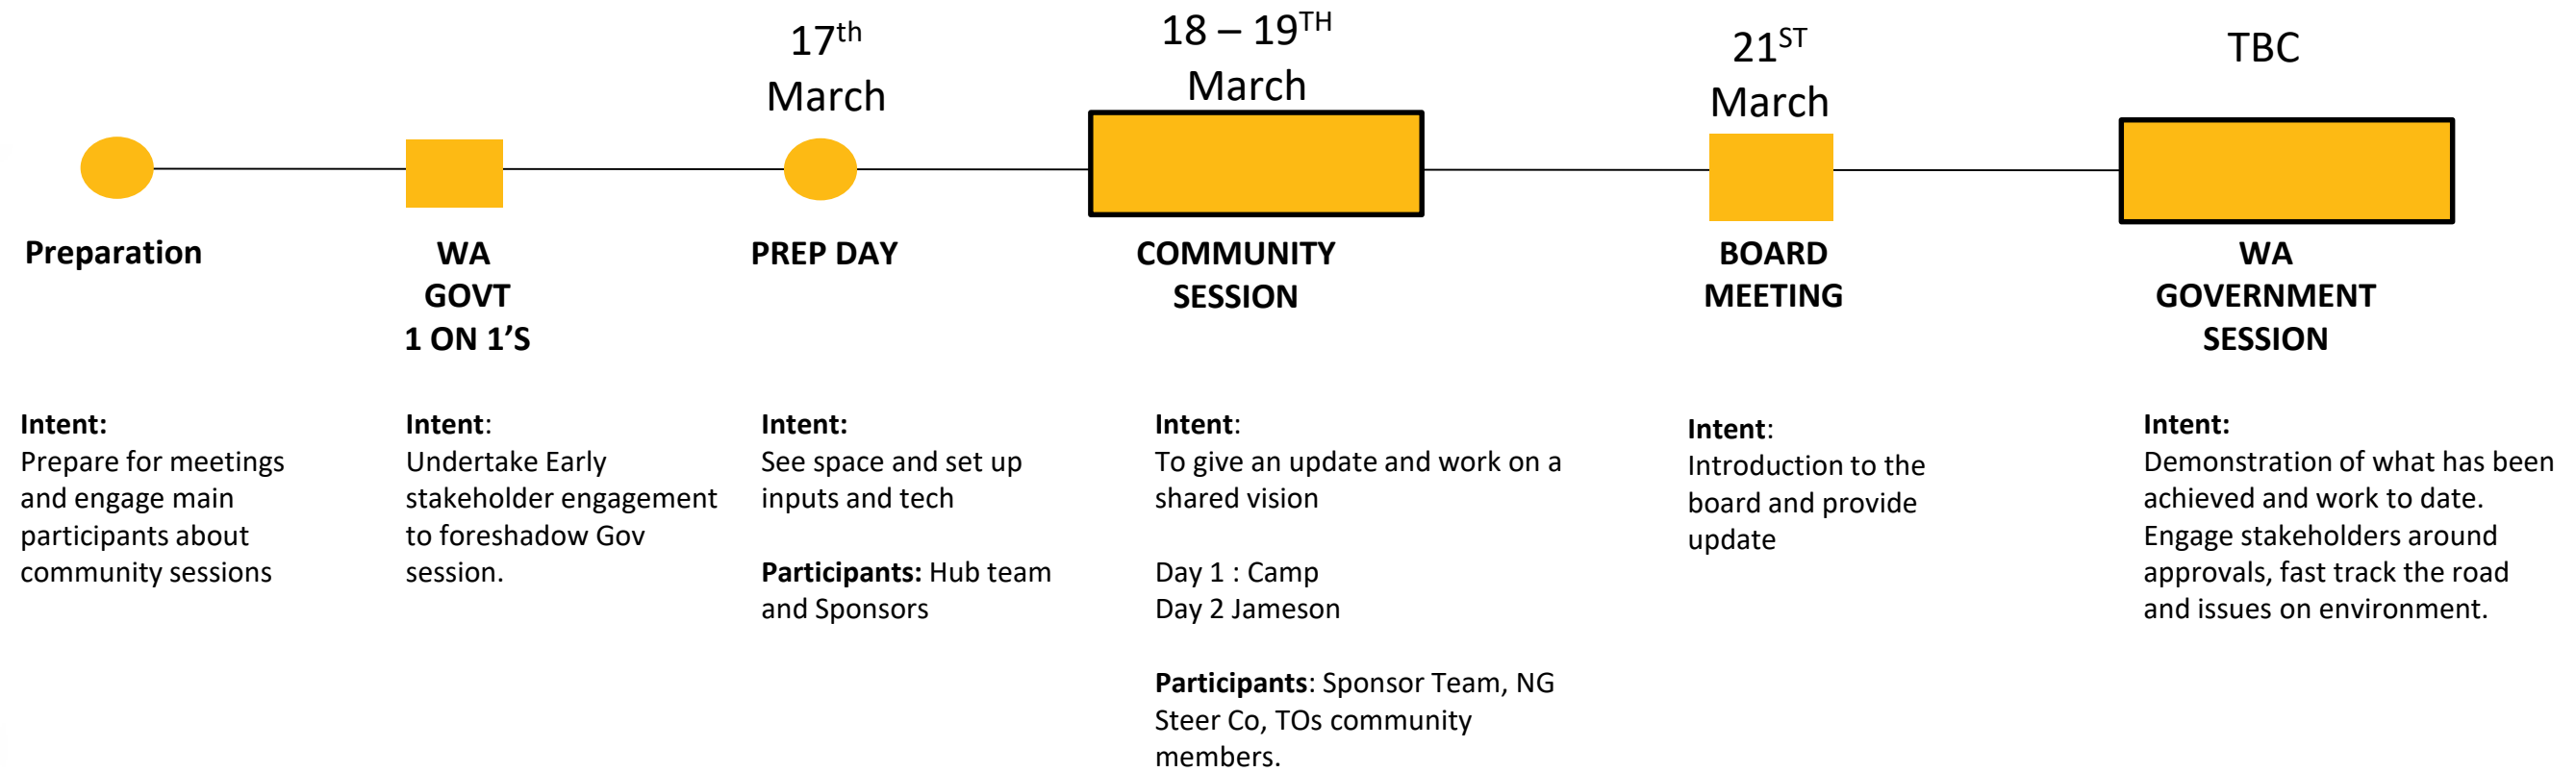 17th
March
18 – 19TH
March
21ST
March
TBC
Preparation
WA
GOVT
1 ON 1’S
PREP DAY
COMMUNITY
SESSION
BOARD
MEETING
WA
GOVERNMENT
SESSION
Intent:
Prepare for meetings
and engage main
participants about
community sessions
Intent:
Undertake Early
stakeholder engagement
to foreshadow Gov
session.
Intent:
See space and set up
inputs and tech
Participants: Hub team
and Sponsors
Intent:
To give an update and work on a
shared vision
Day 1 : Camp
Day 2 Jameson
Participants: Sponsor Team, NG
Steer Co, TOs community
members.
Intent:
Introduction to the
board and provide
update
Intent:
Demonstration of what has been
achieved and work to date.
Engage stakeholders around
approvals, fast track the road
and issues on environment.